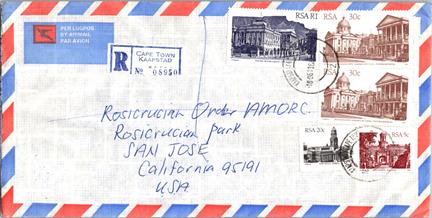 PER LUGPOS
BY AIRMAIL
PAR AVION
R
CAPE TOWN
KAAPSTAD
No 08950
RSA R1
RSA 30c
RSA 30c
RSA 20c
RSA 5c
Rosicrucian Order AMORC.
Rosicrucian Park
SAN JOSE
California 95191
U.S.A.